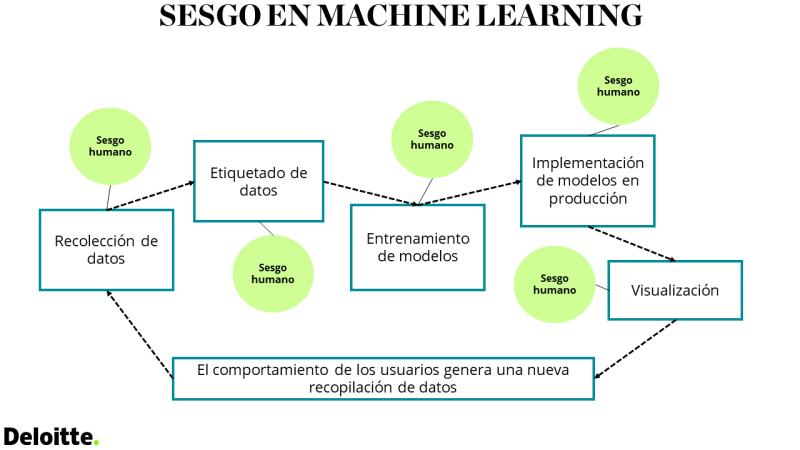 SESGO EN MACHINE LEARNING
Sesgo
humano
Recolección de
datos
Etiquetado de
datos
Sesgo
humano
Sesgo
humano
Entrenamiento
de modelos
Sesgo
humano
Implementación
de modelos en
producción
Sesgo
humano
Visualización
El comportamiento de los usuarios genera una nueva
recopilación de datos
Deloitte.